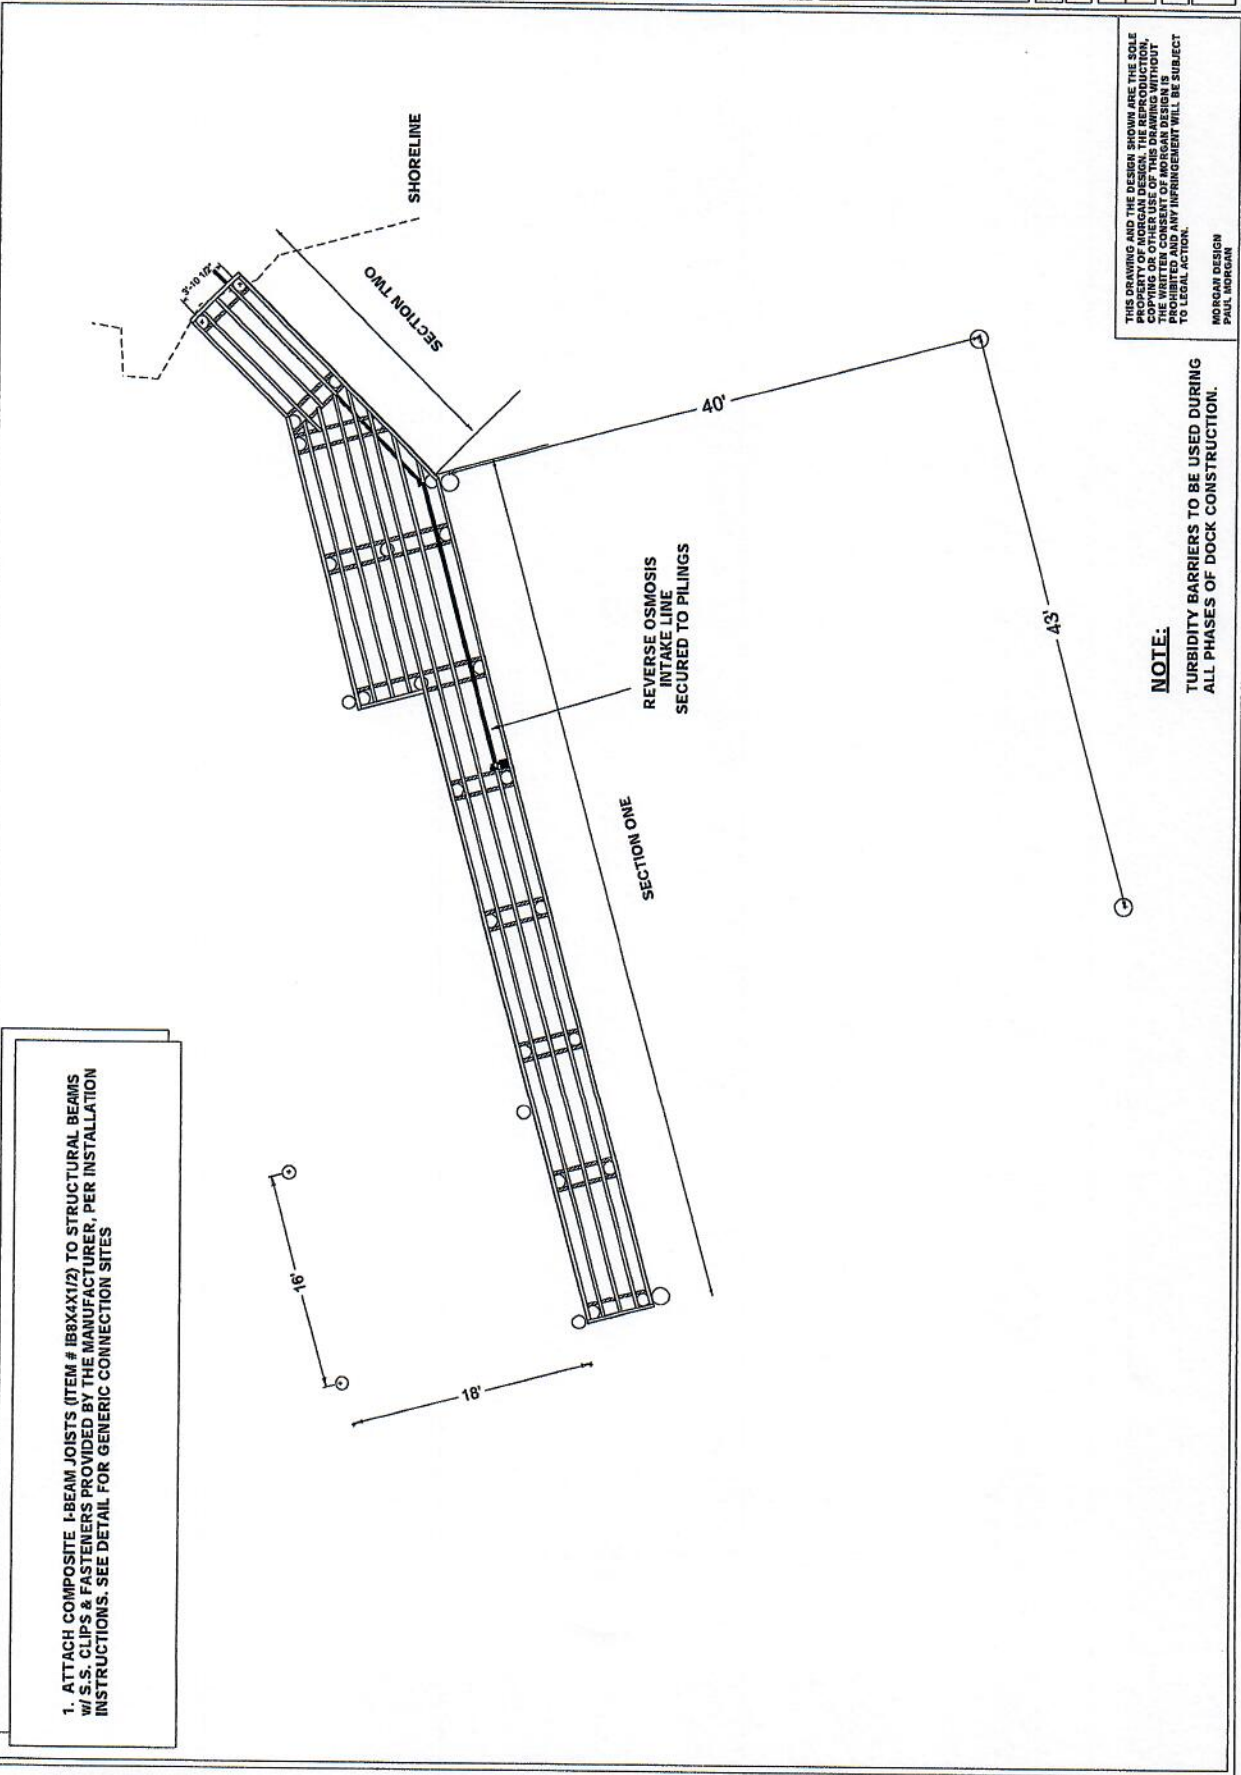 1. ATTACH COMPOSITE I-BEAM JOISTS (ITEM # IB8X4X1/2) TO STRUCTURAL BEAMS
w/ S.S. CLIPS & FASTENERS PROVIDED BY THE MANUFACTURER, PER INSTALLATION
INSTRUCTIONS. SEE DETAIL FOR GENERIC CONNECTION SITES
3'-10 1/2"
SHORELINE
SECTION TWO
40'
16'
18'
SECTION ONE
REVERSE OSMOSIS
INTAKE LINE
SECURED TO PILINGS
43'
NOTE:
TURBIDITY BARRIERS TO BE USED DURING
ALL PHASES OF DOCK CONSTRUCTION.
THIS DRAWING AND THE DESIGN SHOWN ARE THE SOLE
PROPERTY OF MORGAN DESIGN. THE REPRODUCTION,
COPYING OR OTHER USE OF THIS DRAWING WITHOUT
THE WRITTEN CONSENT OF MORGAN DESIGN IS
PROHIBITED AND ANY INFRINGEMENT WILL BE SUBJECT
TO LEGAL ACTION.
MORGAN DESIGN
PAUL MORGAN